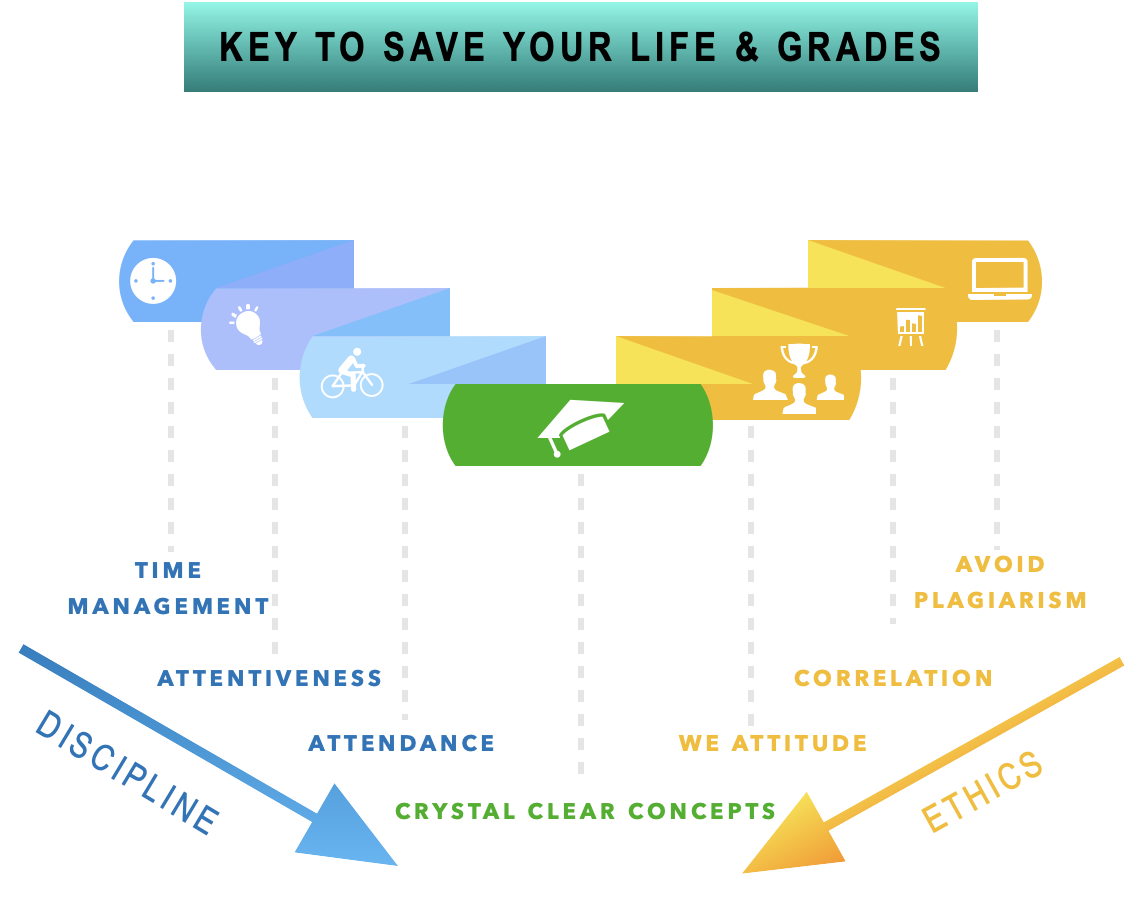 KEY TO SAVE YOUR LIFE & GRADES
TIME
MANAGEMENT
AVOID
PLAGIARISM
ATTENTIVENESS
CORRELATION
DISCIPLINE
ATTENDANCE
WE ATTITUDE
ETHICS
CRYSTAL CLEAR CONCEPTS